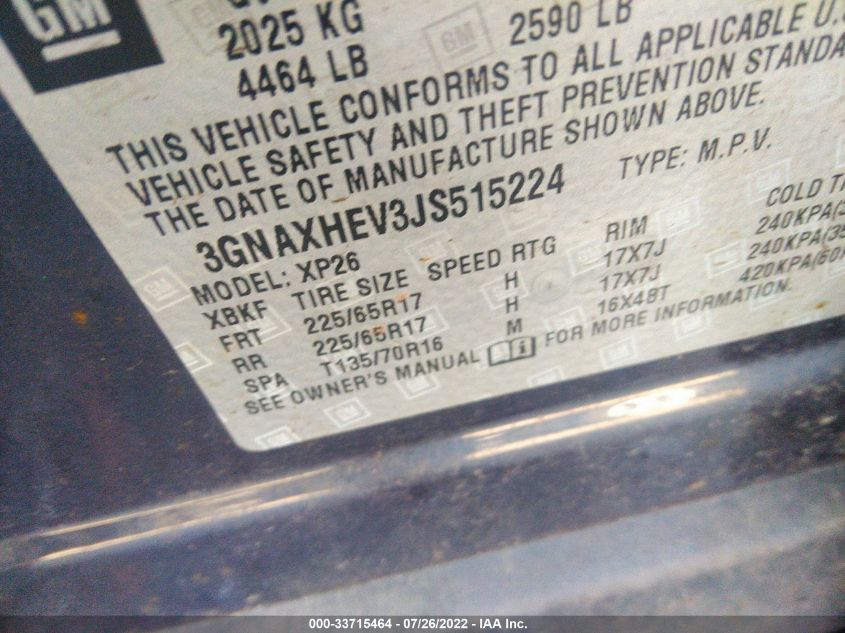 GM
2025 KG
4464 LB
2590 LB
THIS VEHICLE CONFORMS TO ALL APPLICABLE U.S
VEHICLE SAFETY AND THEFT PREVENTION STANDA
THE DATE OF MANUFACTURE SHOWN ABOVE.
3GNAXHEV3JS515224 TYPE: M.P.V.
MODEL: XP26
XBKF TIRE SIZE SPEED RTG RIM COLD TI
FRT 225/65R17 H 17X7J 240KPA(35
RR 225/65R17 H 17X7J 240KPA(35
SPA T135/70R16 M 16X4BT 420KPA(60
SEE OWNER'S MANUAL FOR MORE INFORMATION.
000-33715464 - 07/26/2022 - IAA Inc.